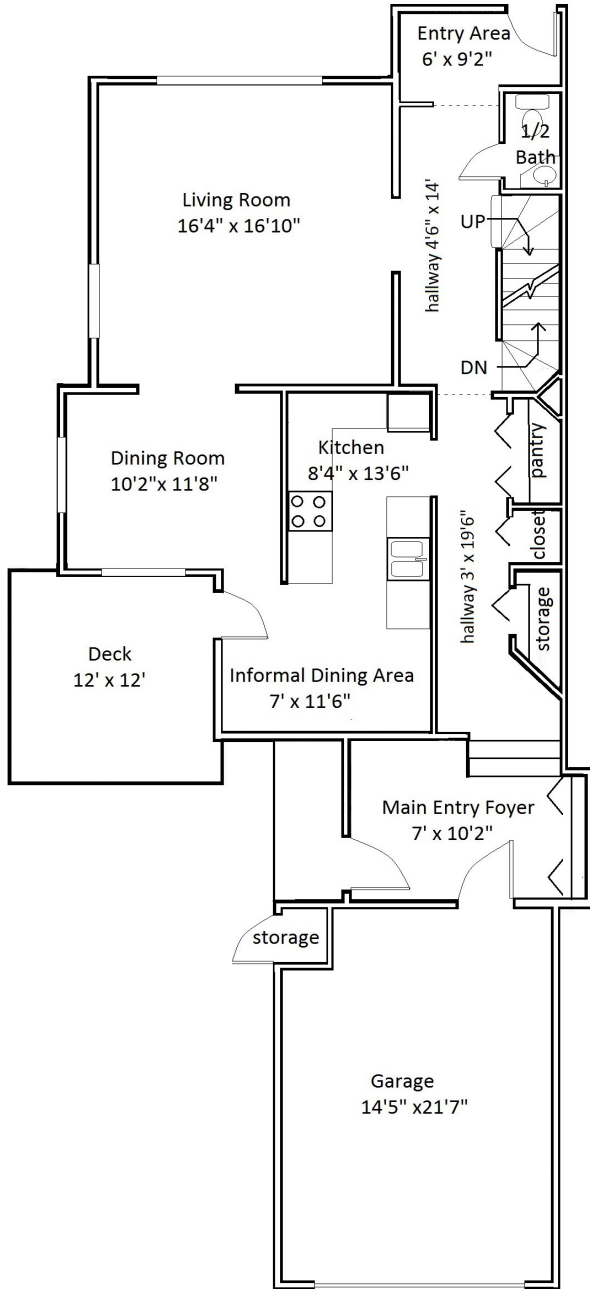 Entry Area
6' x 9'2"
1/2
Bath
Living Room
16'4" x 16'10"
hallway 4'6" x 14'
UP
DN
Kitchen
8'4" x 13'6"
pantry
Dining Room
10'2"x 11'8"
closet
hallway 3' x 19'6"
storage
Deck
12' x 12'
Informal Dining Area
7' x 11'6"
Main Entry Foyer
7' x 10'2"
storage
Garage
14'5" x21'7"